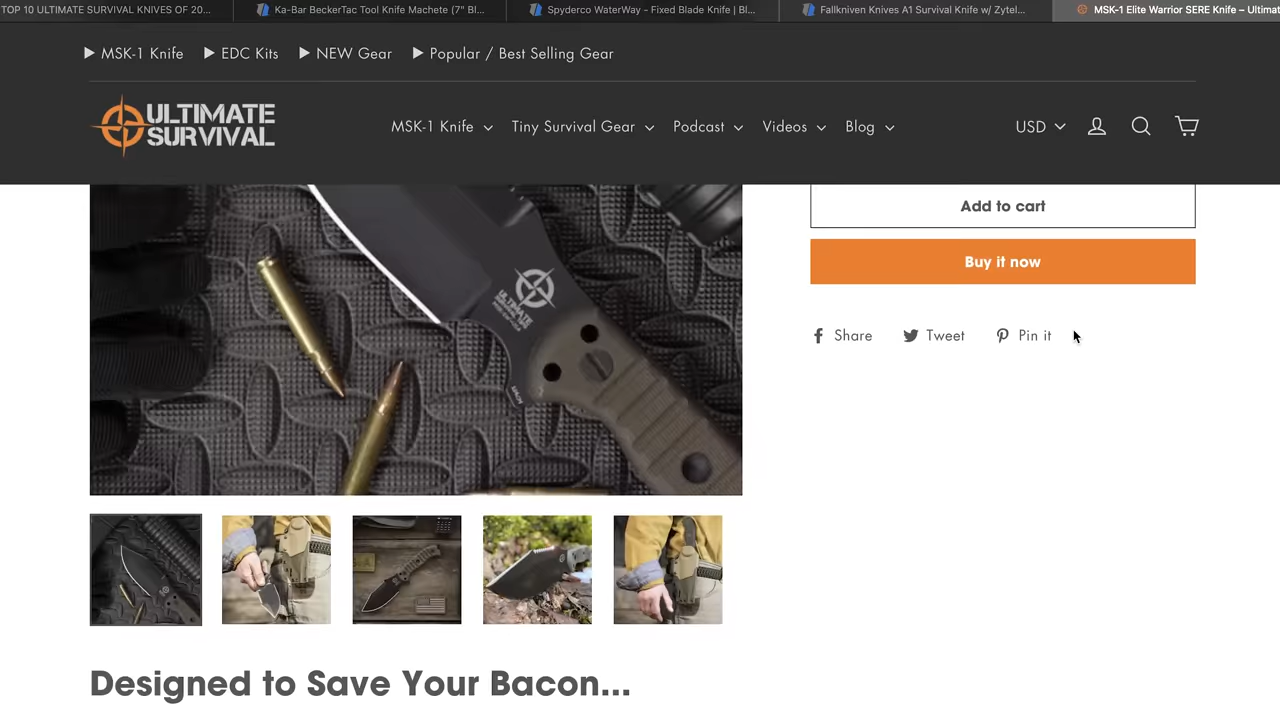 TOP 10 ULTIMATE SURVIVAL KNIVES OF 20...
Ka-Bar BeckerTac Tool Knife Machete (7" Bl...
Spyderco WaterWay - Fixed Blade Knife | Bl...
Fallkniven Knives A1 Survival Knife w/ Zytel...
MSK-1 Elite Warrior SERE Knife – Ultimat
MSK-1 Knife
EDC Kits
NEW Gear
Popular / Best Selling Gear
ULTIMATE
SURVIVAL
MSK-1 Knife
Tiny Survival Gear
Podcast
Videos
Blog
USD
Add to cart
Buy it now
Share
Tweet
Pin it
ULTIMATE
Designed to Save Your Bacon...